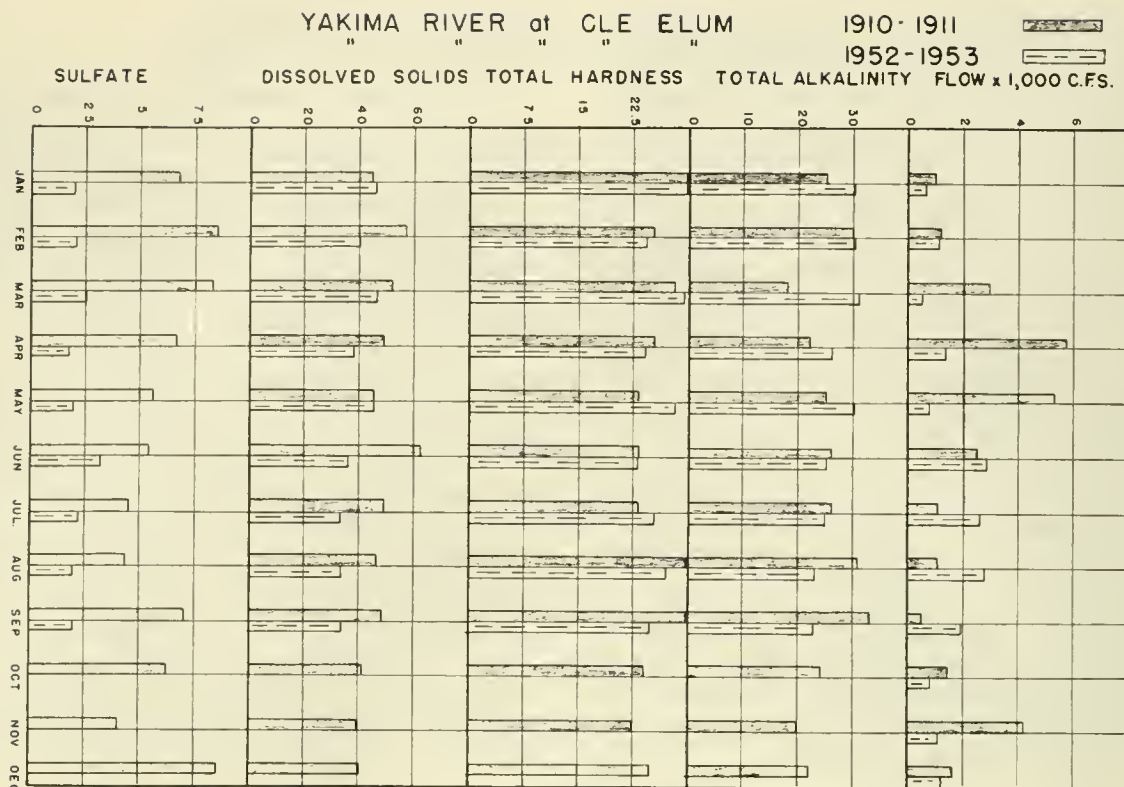 YAKIMA RIVER at CLE ELUM
" " " " "
1910-1911
1952-1953
SULFATE DISSOLVED SOLIDS TOTAL HARDNESS TOTAL ALKALINITY FLOW x 1,000 C.F.S.
0 2.5 5 7.5 0 20 40 60 0 7.5 15 22.5 0 10 20 30 0 2 4 6
JAN
FEB
MAR
APR
MAY
JUN
JUL
AUG
SEP
OCT
NOV
DEC